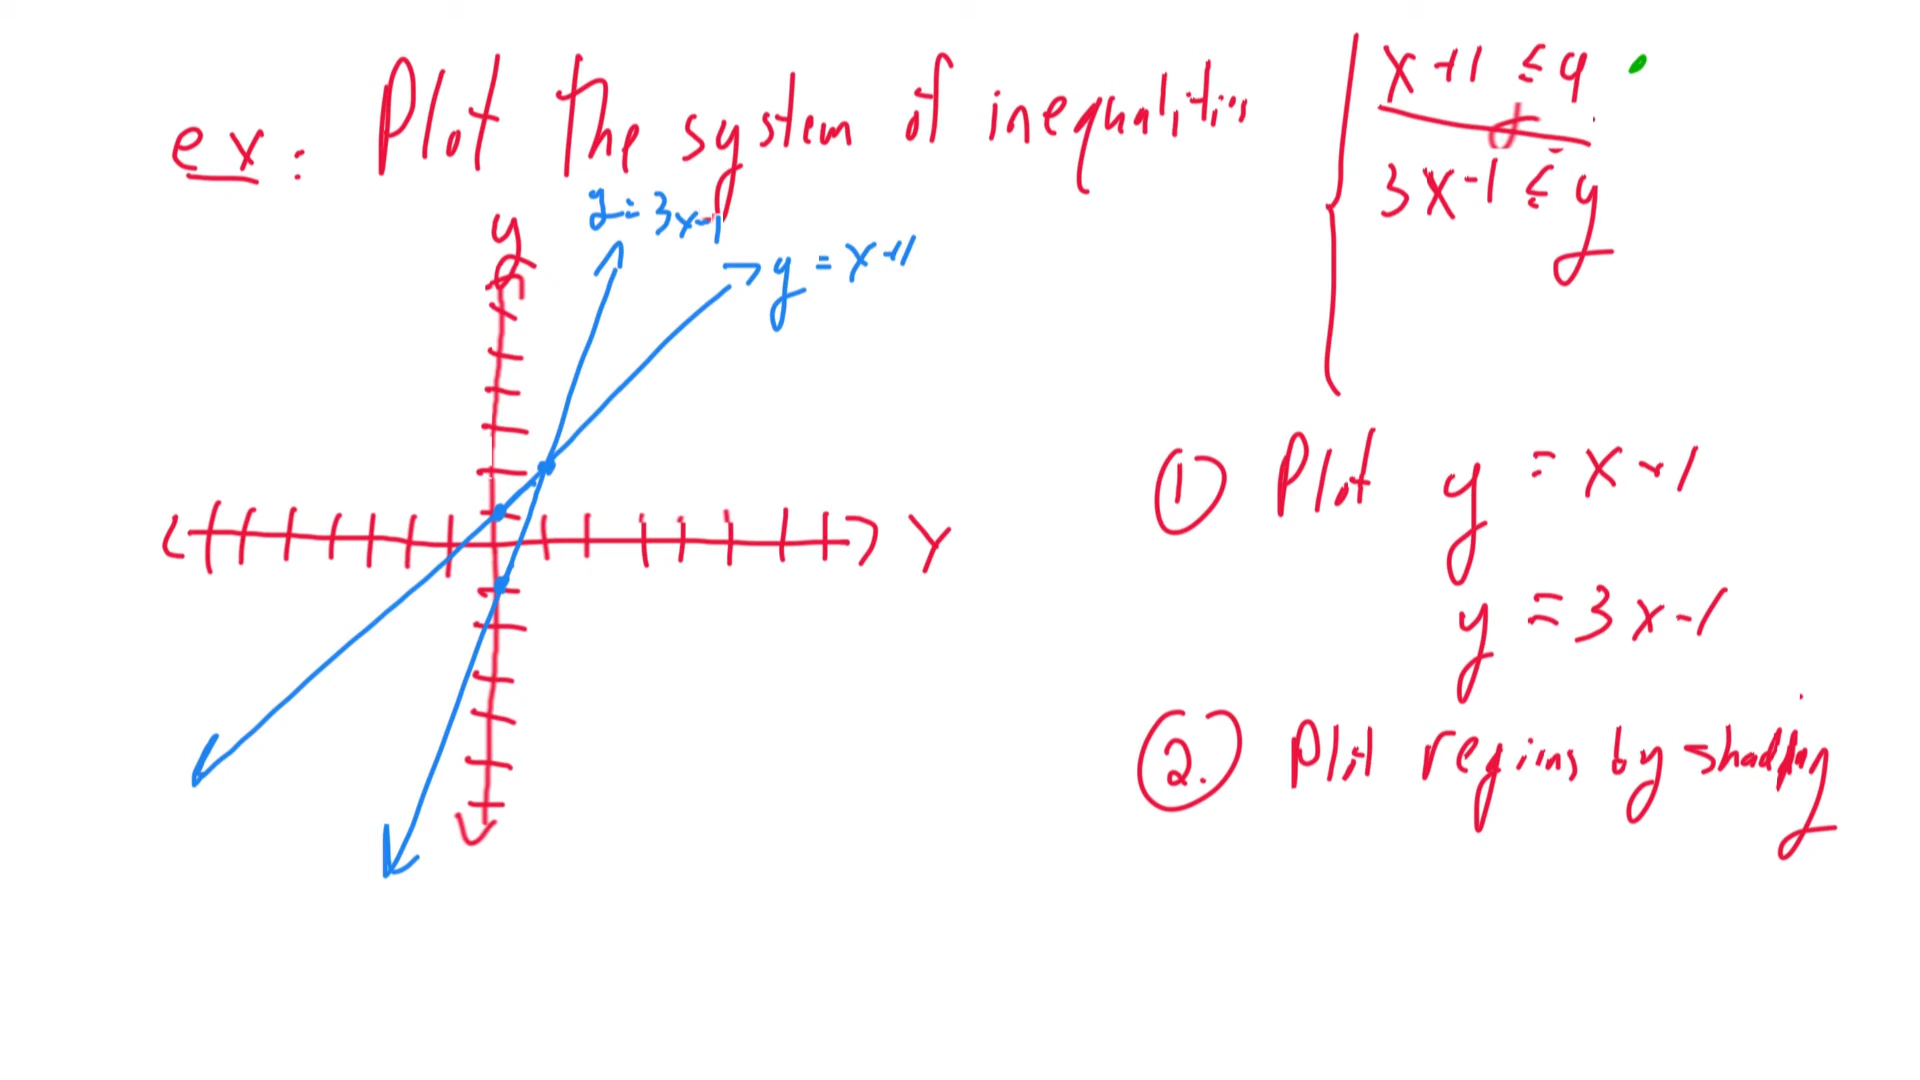 ex: Plot the system of inequalities
x+1 ≤ y
3x-1 ≤ y
y = 3x-1
y
y = x+1
Y
① Plot y = x+1
y = 3x-1
②. Plot regions by shading